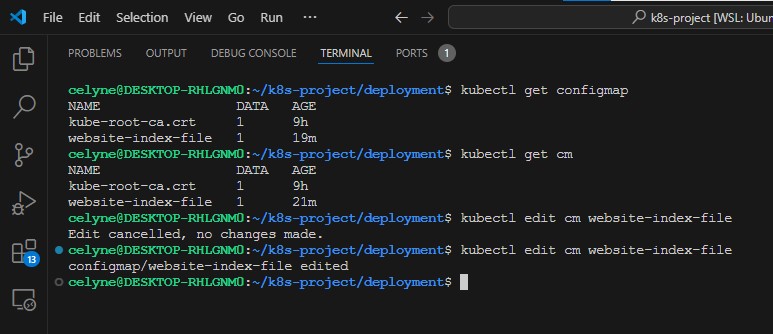 File Edit Selection View Go Run ... k8s-project [WSL: Ubun
PROBLEMS OUTPUT DEBUG CONSOLE TERMINAL PORTS 1
celyne@DESKTOP-RHLGNMU:~/k8s-project/deployment$ kubectl get configmap
NAME DATA AGE
kube-root-ca.crt 1 9h
website-index-file 1 19m
celyne@DESKTOP-RHLGNMU:~/k8s-project/deployment$ kubectl get cm
NAME DATA AGE
kube-root-ca.crt 1 9h
website-index-file 1 21m
celyne@DESKTOP-RHLGNMU:~/k8s-project/deployment$ kubectl edit cm website-index-file
Edit cancelled, no changes made.
celyne@DESKTOP-RHLGNMU:~/k8s-project/deployment$ kubectl edit cm website-index-file
configmap/website-index-file edited
celyne@DESKTOP-RHLGNMU:~/k8s-project/deployment$
13